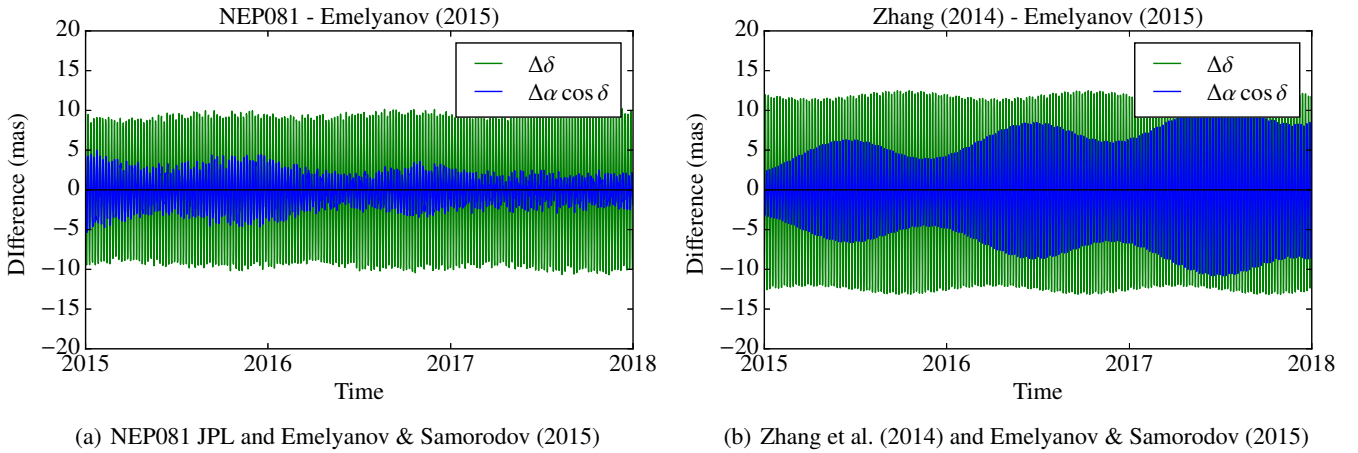 NEP081 - Emelyanov (2015)
20
15
10
5
0
−5
−10
−15
−20
DIfference (mas)
Δδ
Δα cos δ
2015
2016
2017
2018
Time
(a) NEP081 JPL and Emelyanov & Samorodov (2015)
Zhang (2014) - Emelyanov (2015)
20
15
10
5
0
−5
−10
−15
−20
Difference (mas)
Δδ
Δα cos δ
2015
2016
2017
2018
Time
(b) Zhang et al. (2014) and Emelyanov & Samorodov (2015)